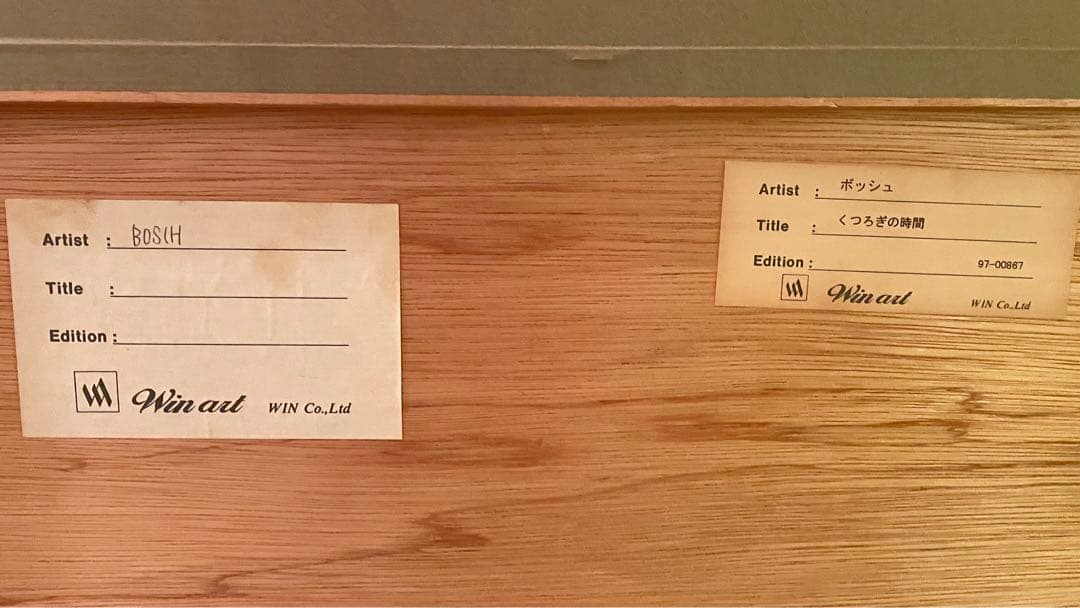 Artist : BOSCH
Title :
Edition :
Win art WIN Co.,Ltd
Artist : ボッシュ
Title : くつろぎの時間
Edition : 97-00867
Win art WIN Co.,Ltd